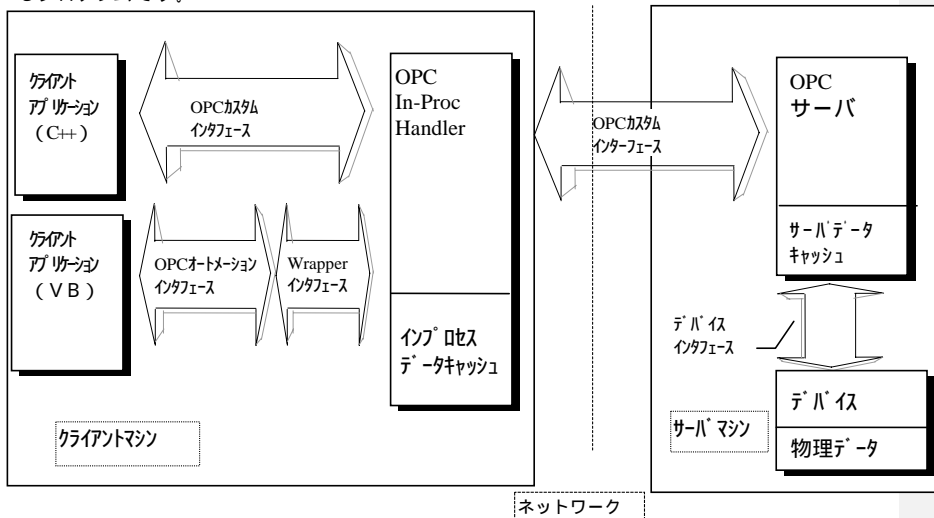 クライアント
アプリケーション
(C++)
OPCカスタム
インタフェース
OPC
In-Proc
Handler
OPCカスタム
インターフェース
OPC
サーバ
クライアント
アプリケーション
(VB)
OPCオートメーション
インタフェース
Wrapper
インタフェース
インプロセス
データキャッシュ
サーバデータ
キャッシュ
デバイス
インタフェース
デバイス
物理データ
クライアントマシン
サーバマシン
ネットワーク